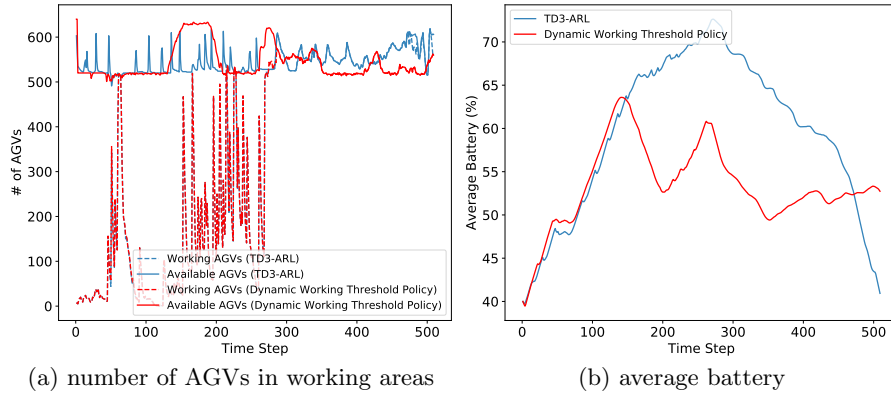 600
500
400
300
200
100
0
# of AGVs
Working AGVs (TD3-ARL)
Available AGVs (TD3-ARL)
Working AGVs (Dynamic Working Threshold Policy)
Available AGVs (Dynamic Working Threshold Policy)
0 100 200 300 400 500
Time Step
(a) number of AGVs in working areas
TD3-ARL
Dynamic Working Threshold Policy
70
65
60
55
50
45
40
Average Battery (%)
0 100 200 300 400 500
Time Step
(b) average battery